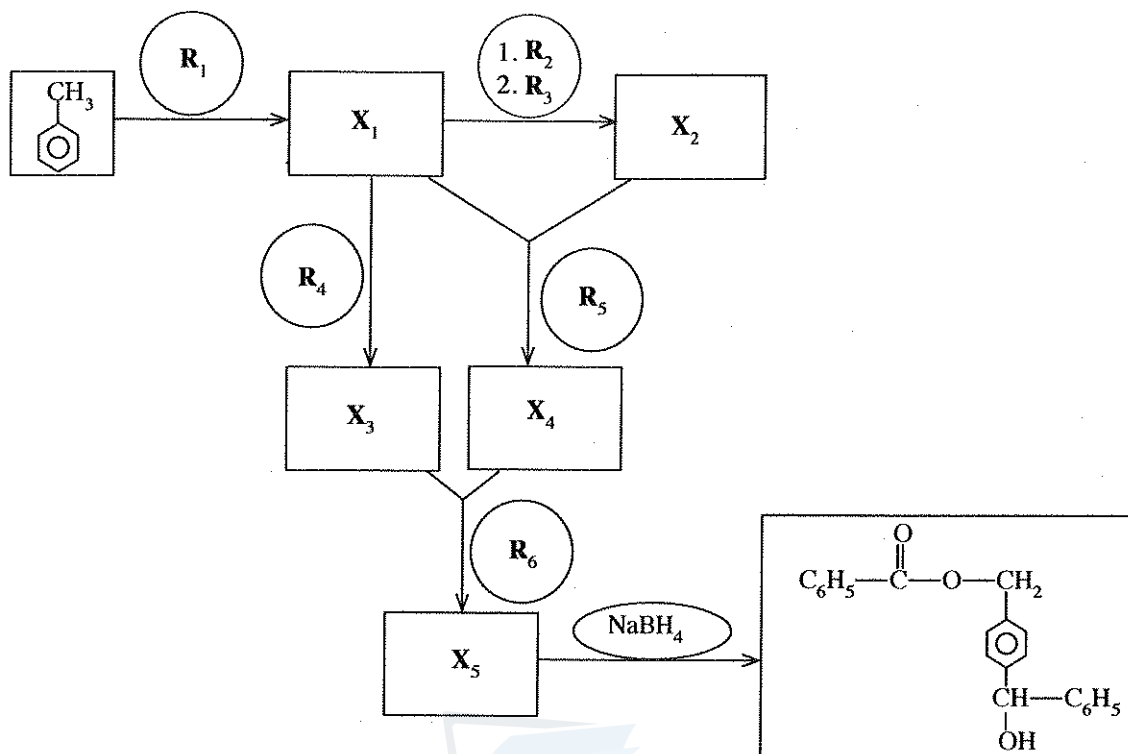 R₁
1. R₂
2. R₃
CH₃
X₁
X₂
R₄
R₅
X₃
X₄
R₆
O
C₆H₅—C—O—CH₂
X₅
NaBH₄
CH—C₆H₅
OH